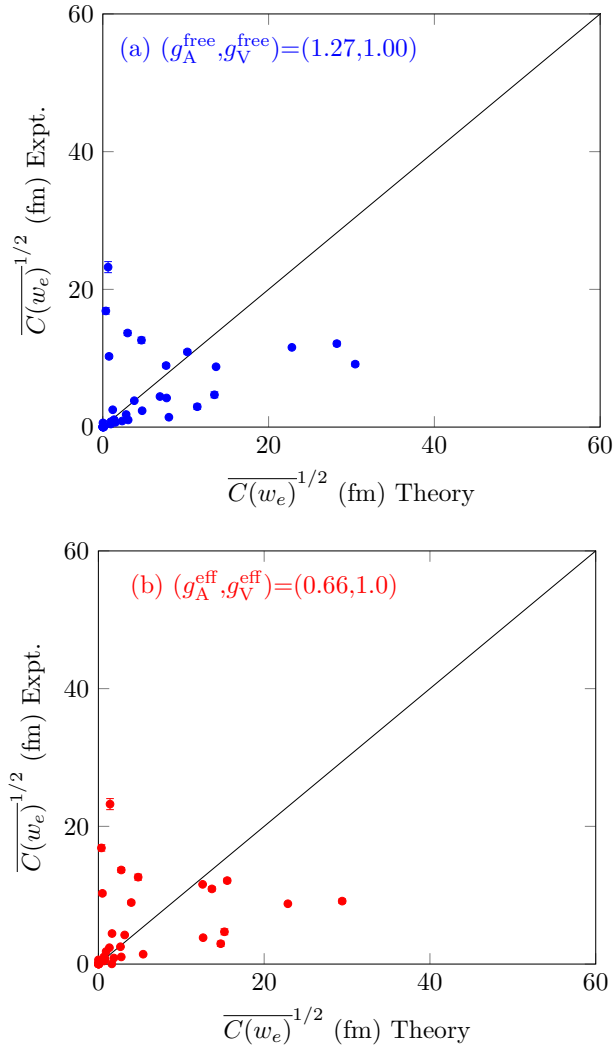 60
(a) (g_A^free,g_V^free)=(1.27,1.00)
40
20
0
0 20 40 60
\overline{C(w_e)}^{1/2} (fm) Expt.
\overline{C(w_e)}^{1/2} (fm) Theory
60
(b) (g_A^eff,g_V^eff)=(0.66,1.0)
40
20
0
0 20 40 60
\overline{C(w_e)}^{1/2} (fm) Expt.
\overline{C(w_e)}^{1/2} (fm) Theory